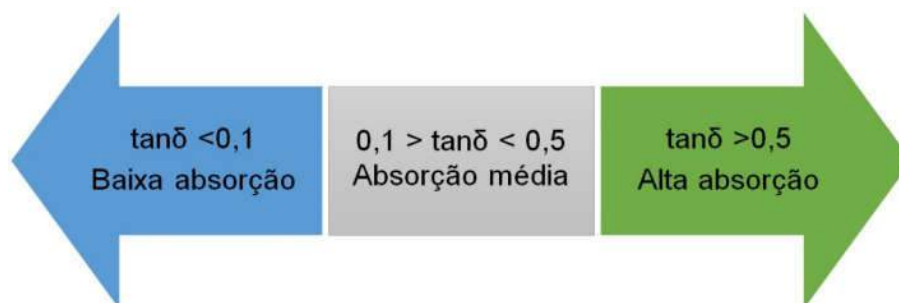 tanδ <0,1
Baixa absorção
0,1 > tanδ < 0,5
Absorção média
tanδ >0,5
Alta absorção